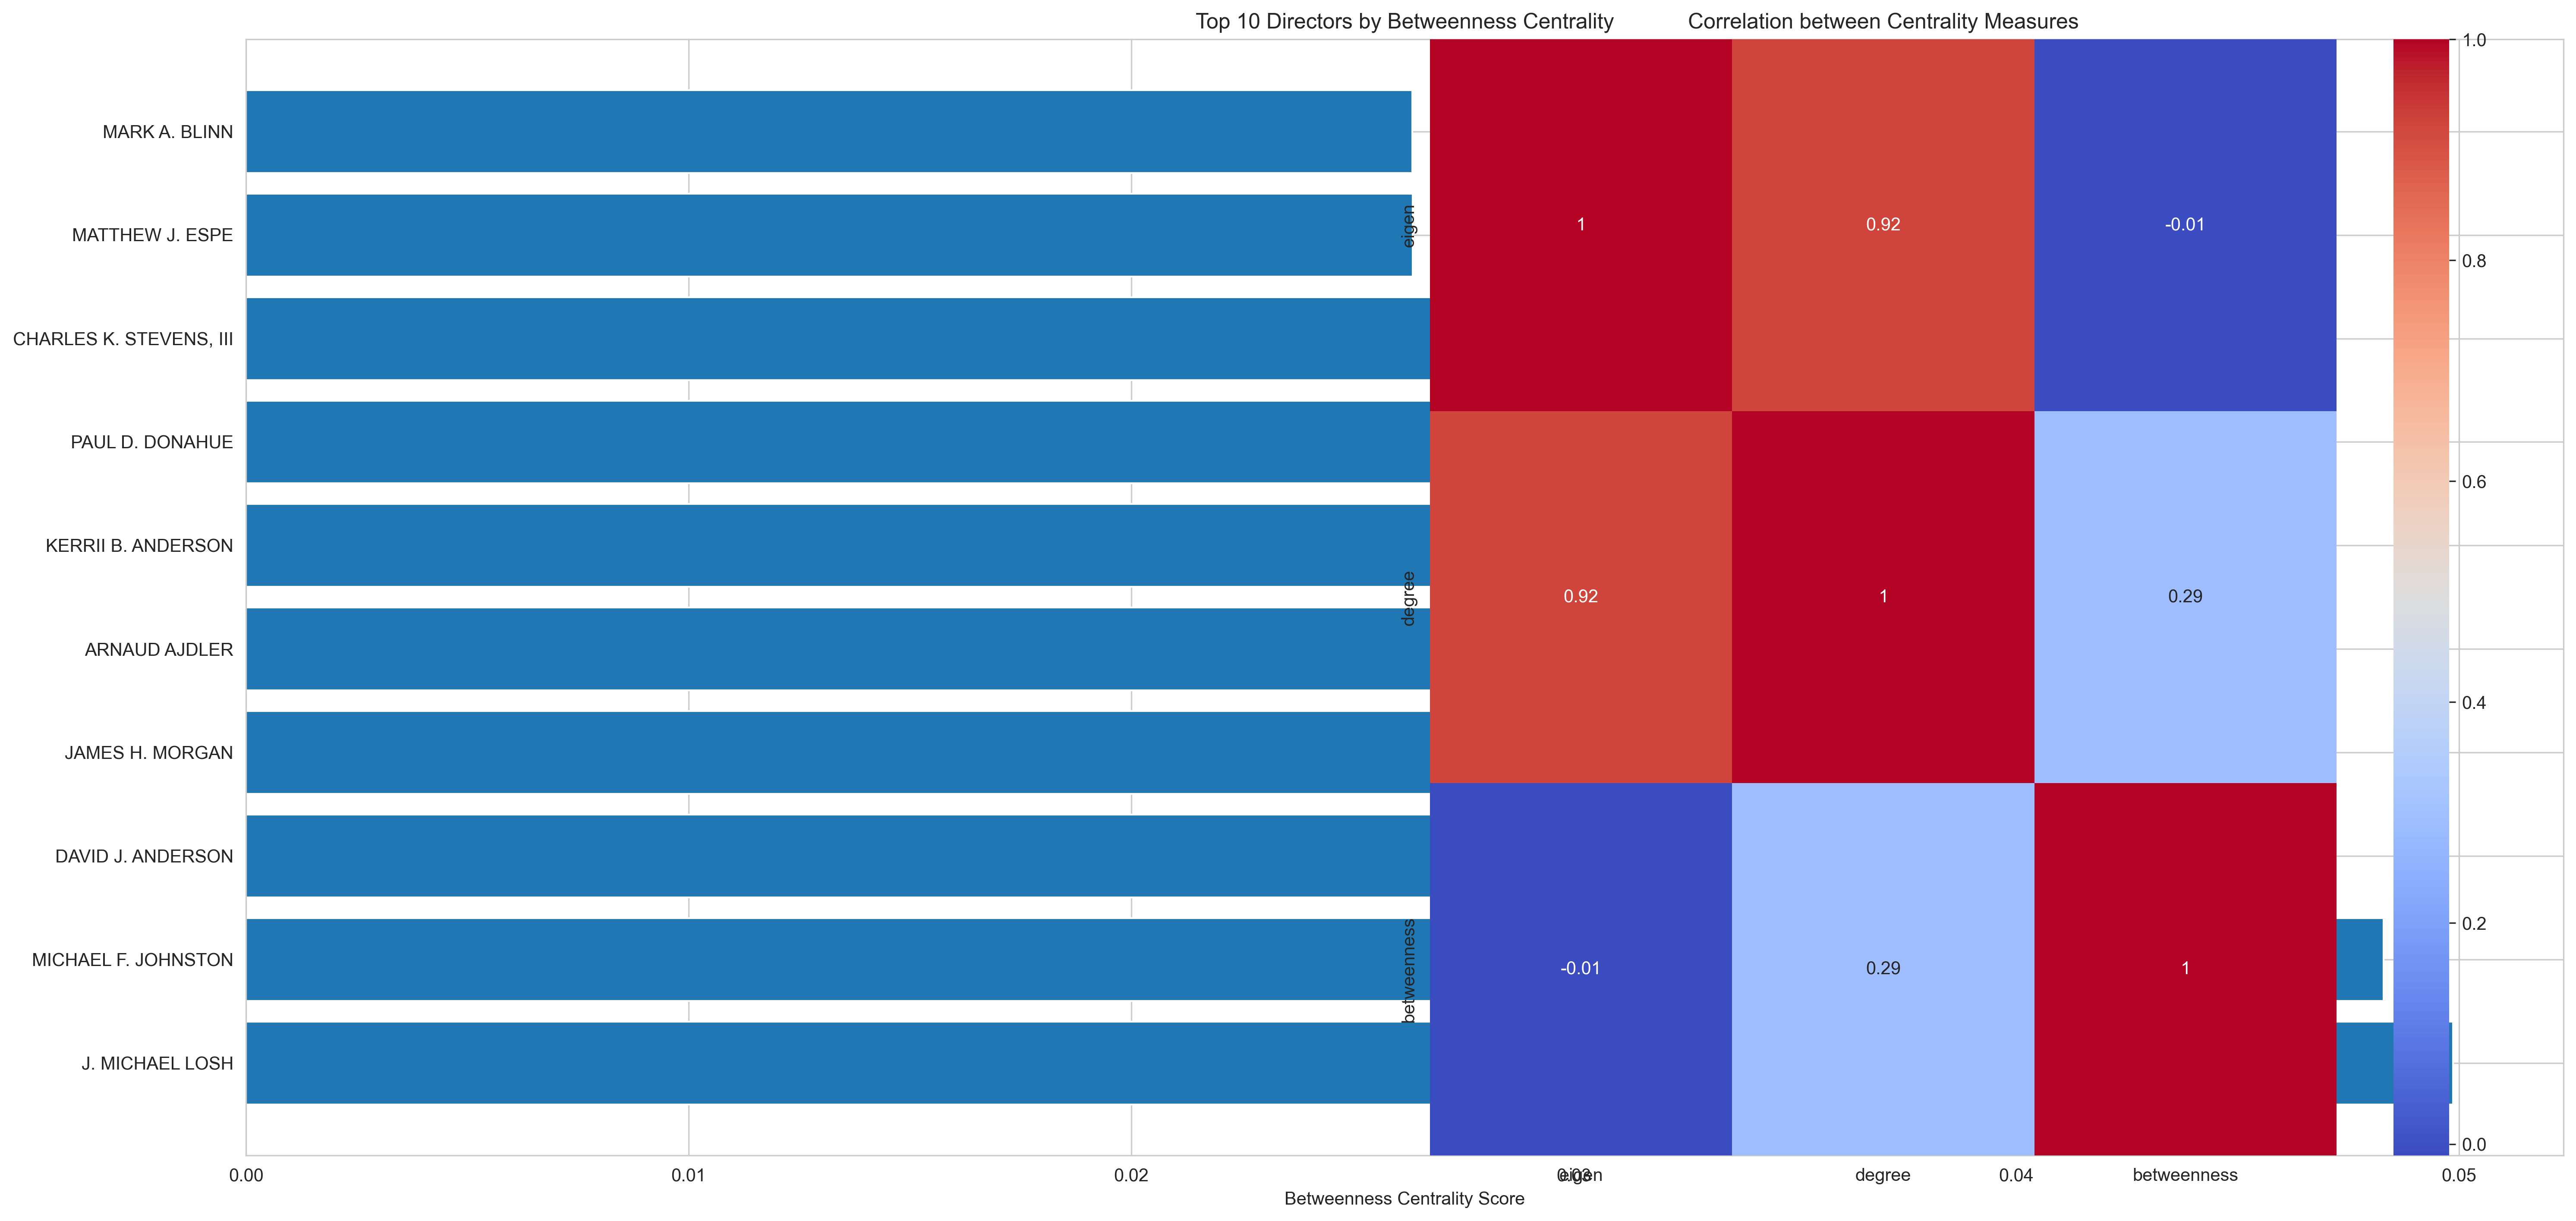 Top 10 Directors by Betweenness Centrality
Correlation between Centrality Measures
MARK A. BLINN
MATTHEW J. ESPE
CHARLES K. STEVENS, III
PAUL D. DONAHUE
KERRII B. ANDERSON
ARNAUD AJDLER
JAMES H. MORGAN
DAVID J. ANDERSON
MICHAEL F. JOHNSTON
J. MICHAEL LOSH
0.00
0.01
0.02
0.03
0.04
0.05
Betweenness Centrality Score
eigen
degree
betweenness
1
0.92
-0.01
0.92
1
0.29
-0.01
0.29
1
eigen
degree
betweenness
1.0
0.8
0.6
0.4
0.2
0.0